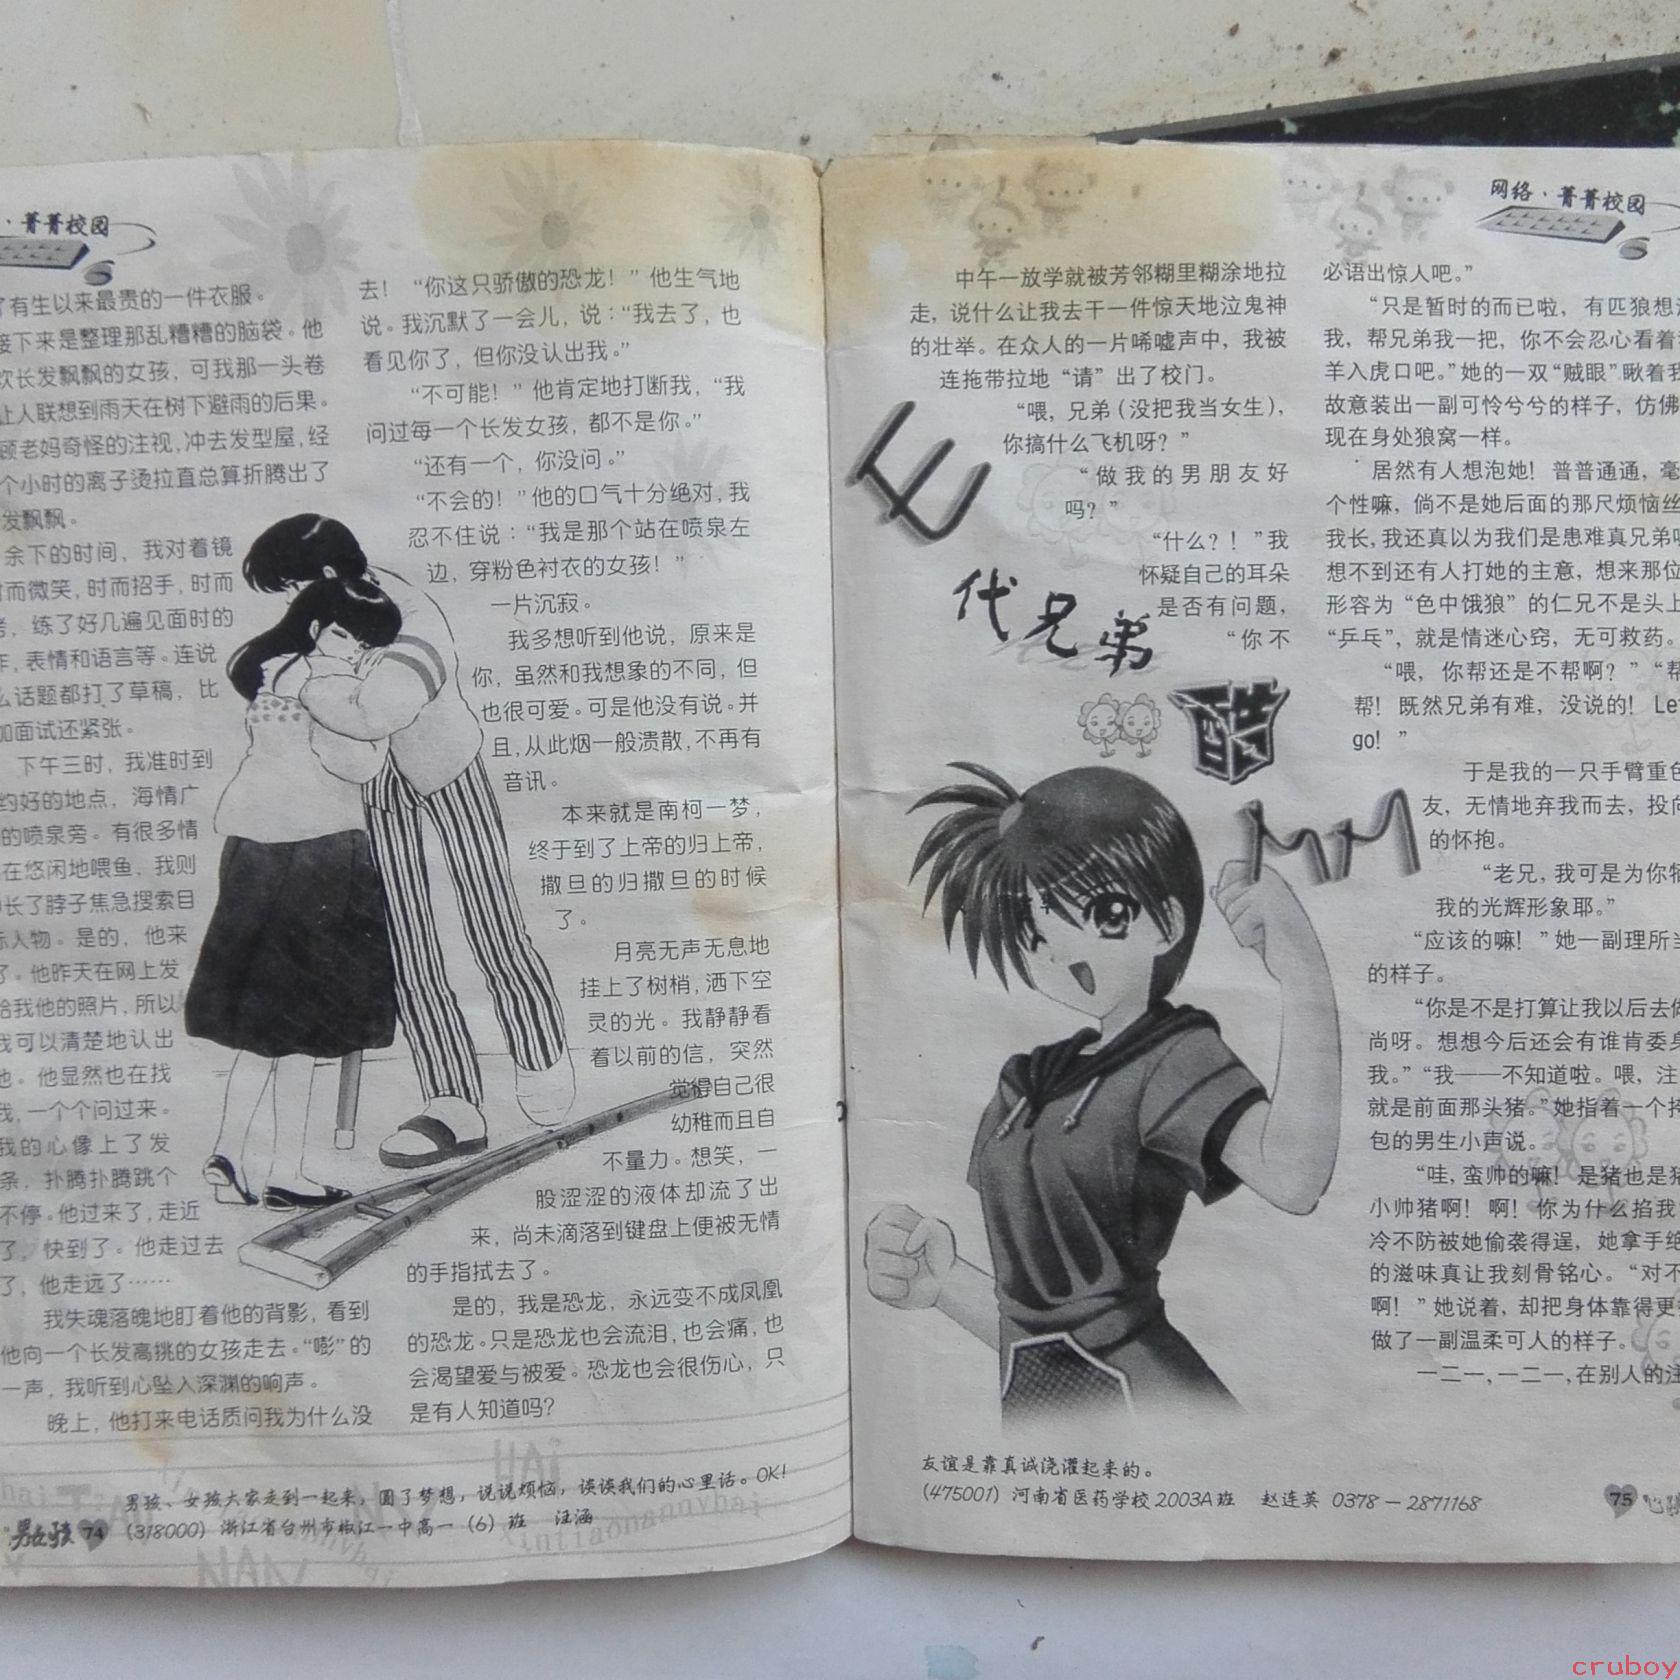 ·菁菁校园
了有生以来最贵的一件衣服。
接下来是整理那乱糟糟的脑袋。他
欢长发飘飘的女孩，可我那一头卷
让人联想到雨天在树下避雨的后果。
顾老妈奇怪的注视，冲去发型屋，经
个小时的离子烫拉直总算折腾出了
发飘飘。
余下的时间，我对着镜
时而微笑，时而招手，时而
考，练了好几遍见面时的
作，表情和语言等。连说
么话题都打了草稿，比
加面试还紧张。
下午三时，我准时到
约好的地点，海情广
的喷泉旁。有很多情
在悠闲地喂鱼，我则
伸长了脖子焦急搜索目
标人物。是的，他来
了。他昨天在网上发
给我他的照片，所以
我可以清楚地认出
他。他显然也在找
我，一个个问过来。
我的心像上了发
条，扑腾扑腾跳个
不停。他过来了，走近
了，快到了。他走过去
了，他走远了……
我失魂落魄地盯着他的背影，看到
他向一个长发高挑的女孩走去。“嘭”的
一声，我听到心坠入深渊的响声。
晚上，他打来电话质问我为什么没
去！“你这只骄傲的恐龙！”他生气地
说。我沉默了一会儿，说：“我去了，也
看见你了，但你没认出我。”
“不可能！”他肯定地打断我，“我
问过每一个长发女孩，都不是你。”
“还有一个，你没问。”
“不会的！”他的口气十分绝对，我
忍不住说：“我是那个站在喷泉左
边，穿粉色衬衣的女孩！”
一片沉寂。
我多想听到他说，原来是
你，虽然和我想象的不同，但
也很可爱。可是他没有说。并
且，从此烟一般溃散，不再有
音讯。
本来就是南柯一梦，
终于到了上帝的归上帝，
撒旦的归撒旦的时候
了。
月亮无声无息地
挂上了树梢，洒下空
灵的光。我静静看
着以前的信，突然
觉得自己很
幼稚而且自
不量力。想笑，一
股涩涩的液体却流了出
来，尚未滴落到键盘上便被无情
的手指拭去了。
是的，我是恐龙，永远变不成凤凰
的恐龙。只是恐龙也会流泪，也会痛，也
会渴望爱与被爱。恐龙也会很伤心，只
是有人知道吗？
男孩、女孩大家走到一起来，圆了梦想，说说烦恼，谈谈我们的心里话。OK！
(318000) 浙江省台州市椒江一中高一（6）班 汪涵
男女孩 74
网络·菁菁校园
E
代兄弟
酷
中午一放学就被芳邻糊里糊涂地拉
走，说什么让我去干一件惊天地泣鬼神
的壮举。在众人的一片唏嘘声中，我被
连拖带拉地“请”出了校门。
“喂，兄弟（没把我当女生），
你搞什么飞机呀？”
“做我的男朋友好
吗？”
“什么？！”我
怀疑自己的耳朵
是否有问题，
“你不
必语出惊人吧。”
“只是暂时的而已啦，有匹狼想
我，帮兄弟我一把，你不会忍心看着
羊入虎口吧。”她的一双“贼眼”瞅着我
故意装出一副可怜兮兮的样子，仿佛
现在身处狼窝一样。
居然有人想泡她！普普通通，毫
个性嘛，倘不是她后面的那尺烦恼丝
我长，我还真以为我们是患难真兄弟呢
想不到还有人打她的主意，想来那位
形容为“色中饿狼”的仁兄不是头上
“乒乓”，就是情迷心窍，无可救药。
“喂，你帮还是不帮啊？”“帮
帮！既然兄弟有难，没说的！Let
go！”
于是我的一只手臂重色
友，无情地弃我而去，投向
的怀抱。
“老兄，我可是为你牺
我的光辉形象耶。”
“应该的嘛！”她一副理所当
的样子。
“你是不是打算让我以后去做
尚呀。想想今后还会有谁肯委身
我。”“我——不知道啦。喂，注
就是前面那头猪。”她指着一个挎
包的男生小声说。
“哇，蛮帅的嘛！是猪也是猪
小帅猪啊！啊！你为什么掐我
冷不防被她偷袭得逞，她拿手绝
的滋味真让我刻骨铭心。“对不
啊！”她说着，却把身体靠得更
做了一副温柔可人的样子。
一二一，一二一，在别人的注
友谊是靠真诚浇灌起来的。
(475001) 河南省医药学校2003A班 赵连英 0378－2871168
75
cruboy